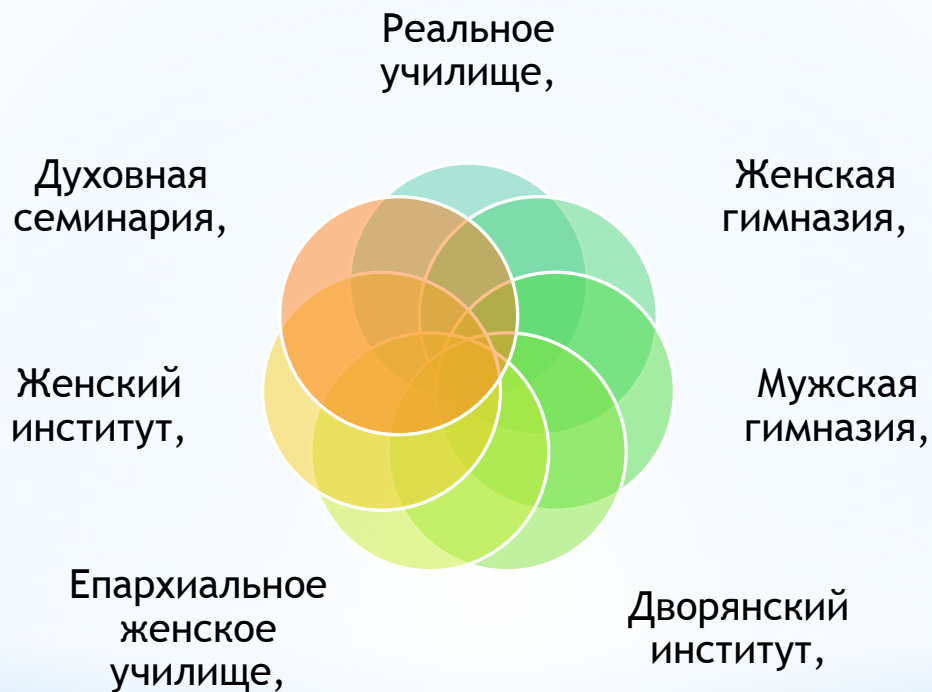 Реальное
училище,
Женская
гимназия,
Мужская
гимназия,
Дворянский
институт,
Епархиальное
женское
училище,
Женский
институт,
Духовная
семинария,